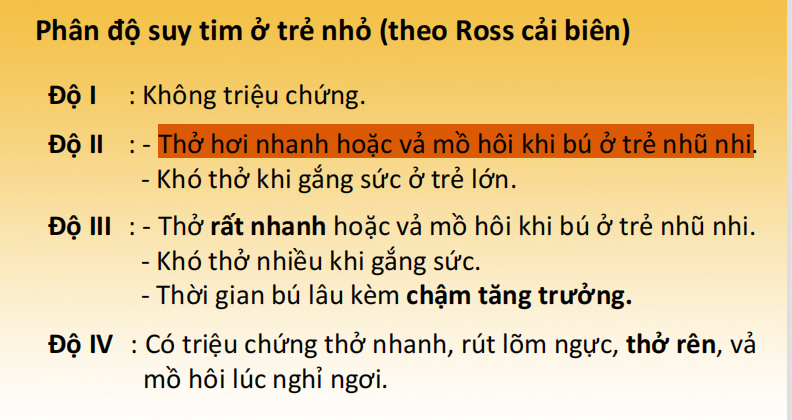 Phân độ suy tim ở trẻ nhỏ (theo Ross cải biên)
Độ I : Không triệu chứng.
Độ II : - Thở hơi nhanh hoặc vả mồ hôi khi bú ở trẻ nhũ nhi.
- Khó thở khi gắng sức ở trẻ lớn.
Độ III : - Thở rất nhanh hoặc vả mồ hôi khi bú ở trẻ nhũ nhi.
- Khó thở nhiều khi gắng sức.
- Thời gian bú lâu kèm chậm tăng trưởng.
Độ IV : Có triệu chứng thở nhanh, rút lõm ngực, thở rên, vả
mồ hôi lúc nghỉ ngơi.